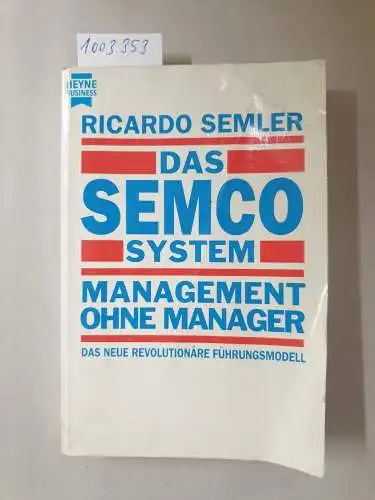 1003.353
HEYNE
BUSINESS
RICARDO SEMLER
DAS
SEMCO
SYSTEM
MANAGEMENT
OHNE MANAGER
DAS NEUE REVOLUTIONÄRE FÜHRUNGSMODELL